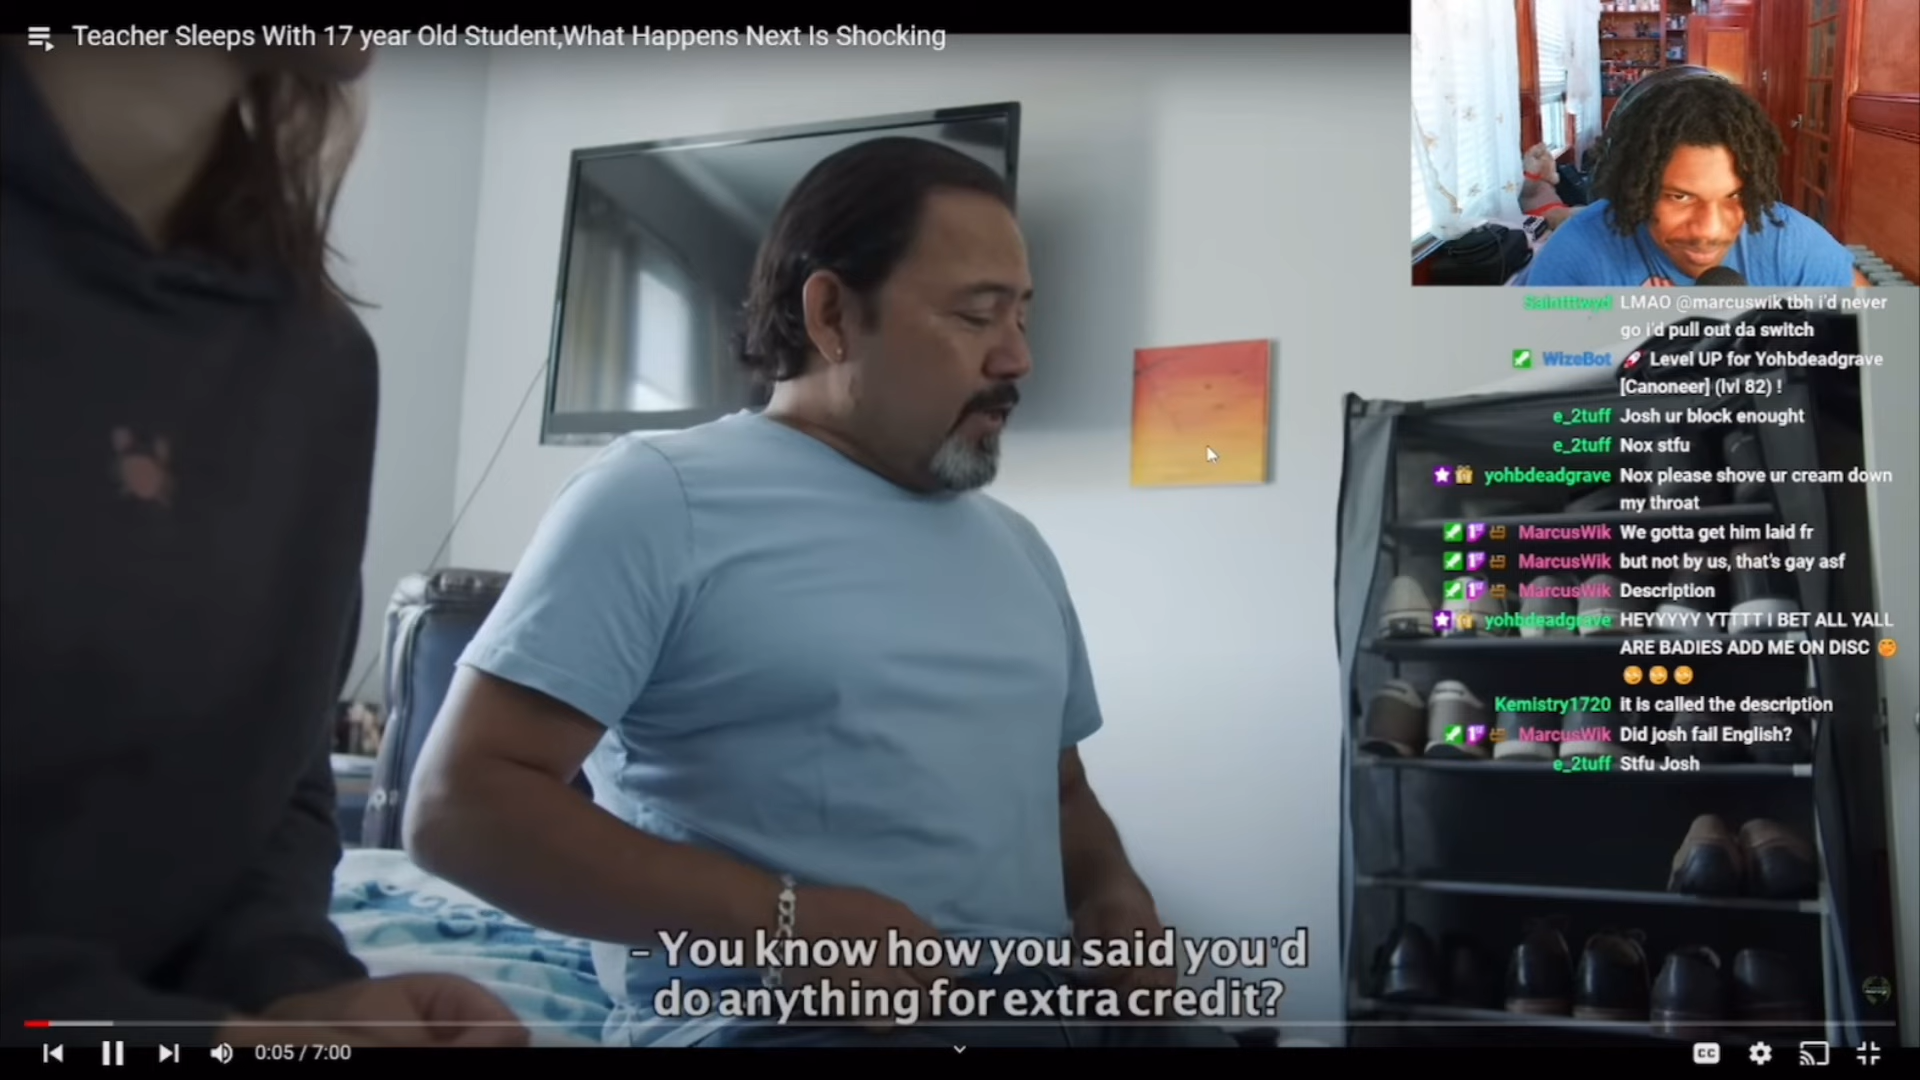 Teacher Sleeps With 17 year Old Student,What Happens Next Is Shocking
Saintttwyd LMAO @marcuswik tbh i'd never
go i'd pull out da switch
WizeBot 🚀 Level UP for Yohbdeadgrave
[Canoneer] (lvl 82) !
e_2tuff Josh ur block enought
e_2tuff Nox stfu
yohbdeadgrave Nox please shove ur cream down
my throat
MarcusWik We gotta get him laid fr
MarcusWik but not by us, that's gay asf
MarcusWik Description
yohbdeadgrave HEYYYYY YTTTT I BET ALL YALL
ARE BADIES ADD ME ON DISC
Kemistry1720 it is called the description
MarcusWik Did josh fail English?
e_2tuff Stfu Josh
- You know how you said you'd
do anything for extra credit?
0:05 / 7:00
CC